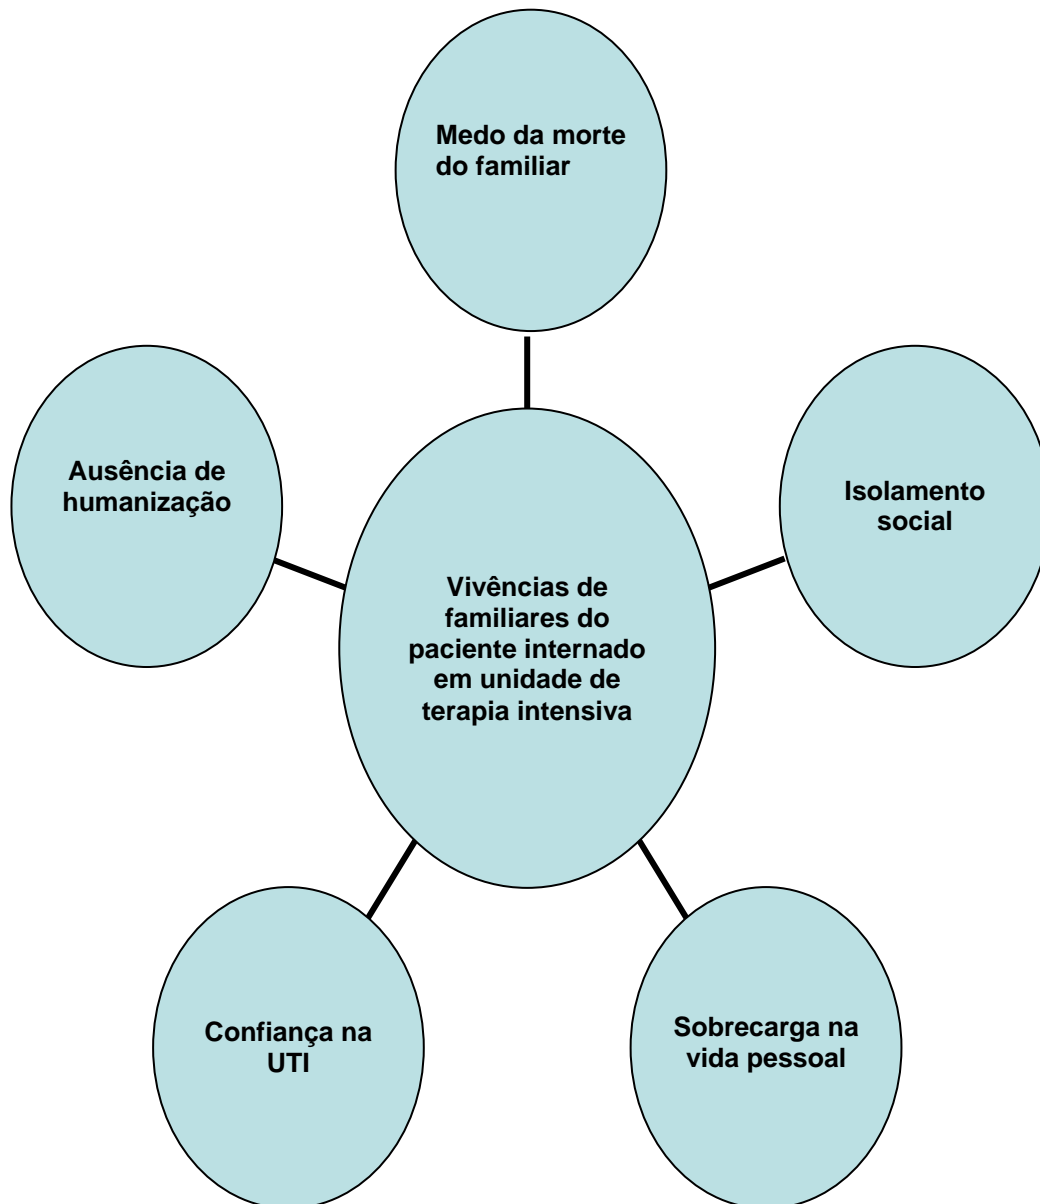 Medo da morte
do familiar
Ausência de
humanização
Isolamento
social
Vivências de
familiares do
paciente internado
em unidade de
terapia intensiva
Confiança na
UTI
Sobrecarga na
vida pessoal